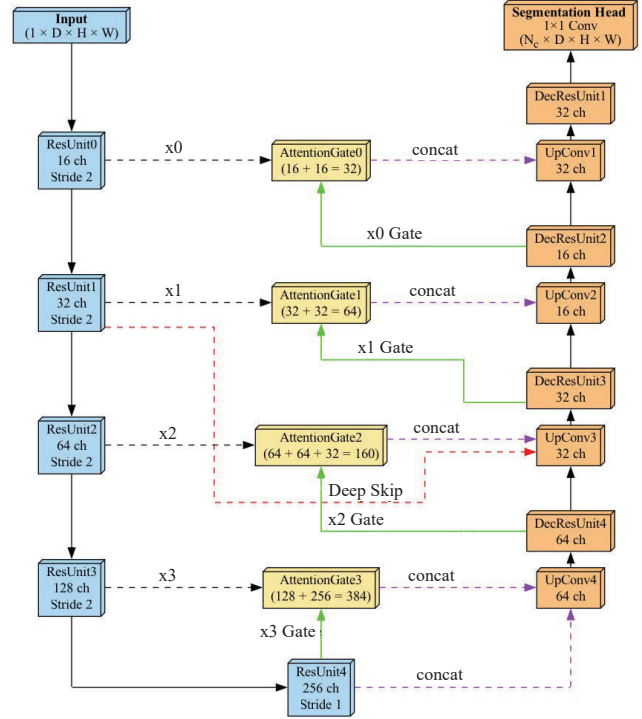 Input
(1 × D × H × W)
Segmentation Head
1×1 Conv
(N_c × D × H × W)
DecResUnit1
32 ch
ResUnit0
16 ch
Stride 2
x0
AttentionGate0
(16 + 16 = 32)
concat
UpConv1
32 ch
x0 Gate
DecResUnit2
16 ch
ResUnit1
32 ch
Stride 2
x1
AttentionGate1
(32 + 32 = 64)
concat
UpConv2
16 ch
x1 Gate
DecResUnit3
32 ch
ResUnit2
64 ch
Stride 2
x2
AttentionGate2
(64 + 64 + 32 = 160)
concat
UpConv3
32 ch
Deep Skip
x2 Gate
DecResUnit4
64 ch
ResUnit3
128 ch
Stride 2
x3
AttentionGate3
(128 + 256 = 384)
concat
UpConv4
64 ch
x3 Gate
ResUnit4
256 ch
Stride 1
concat